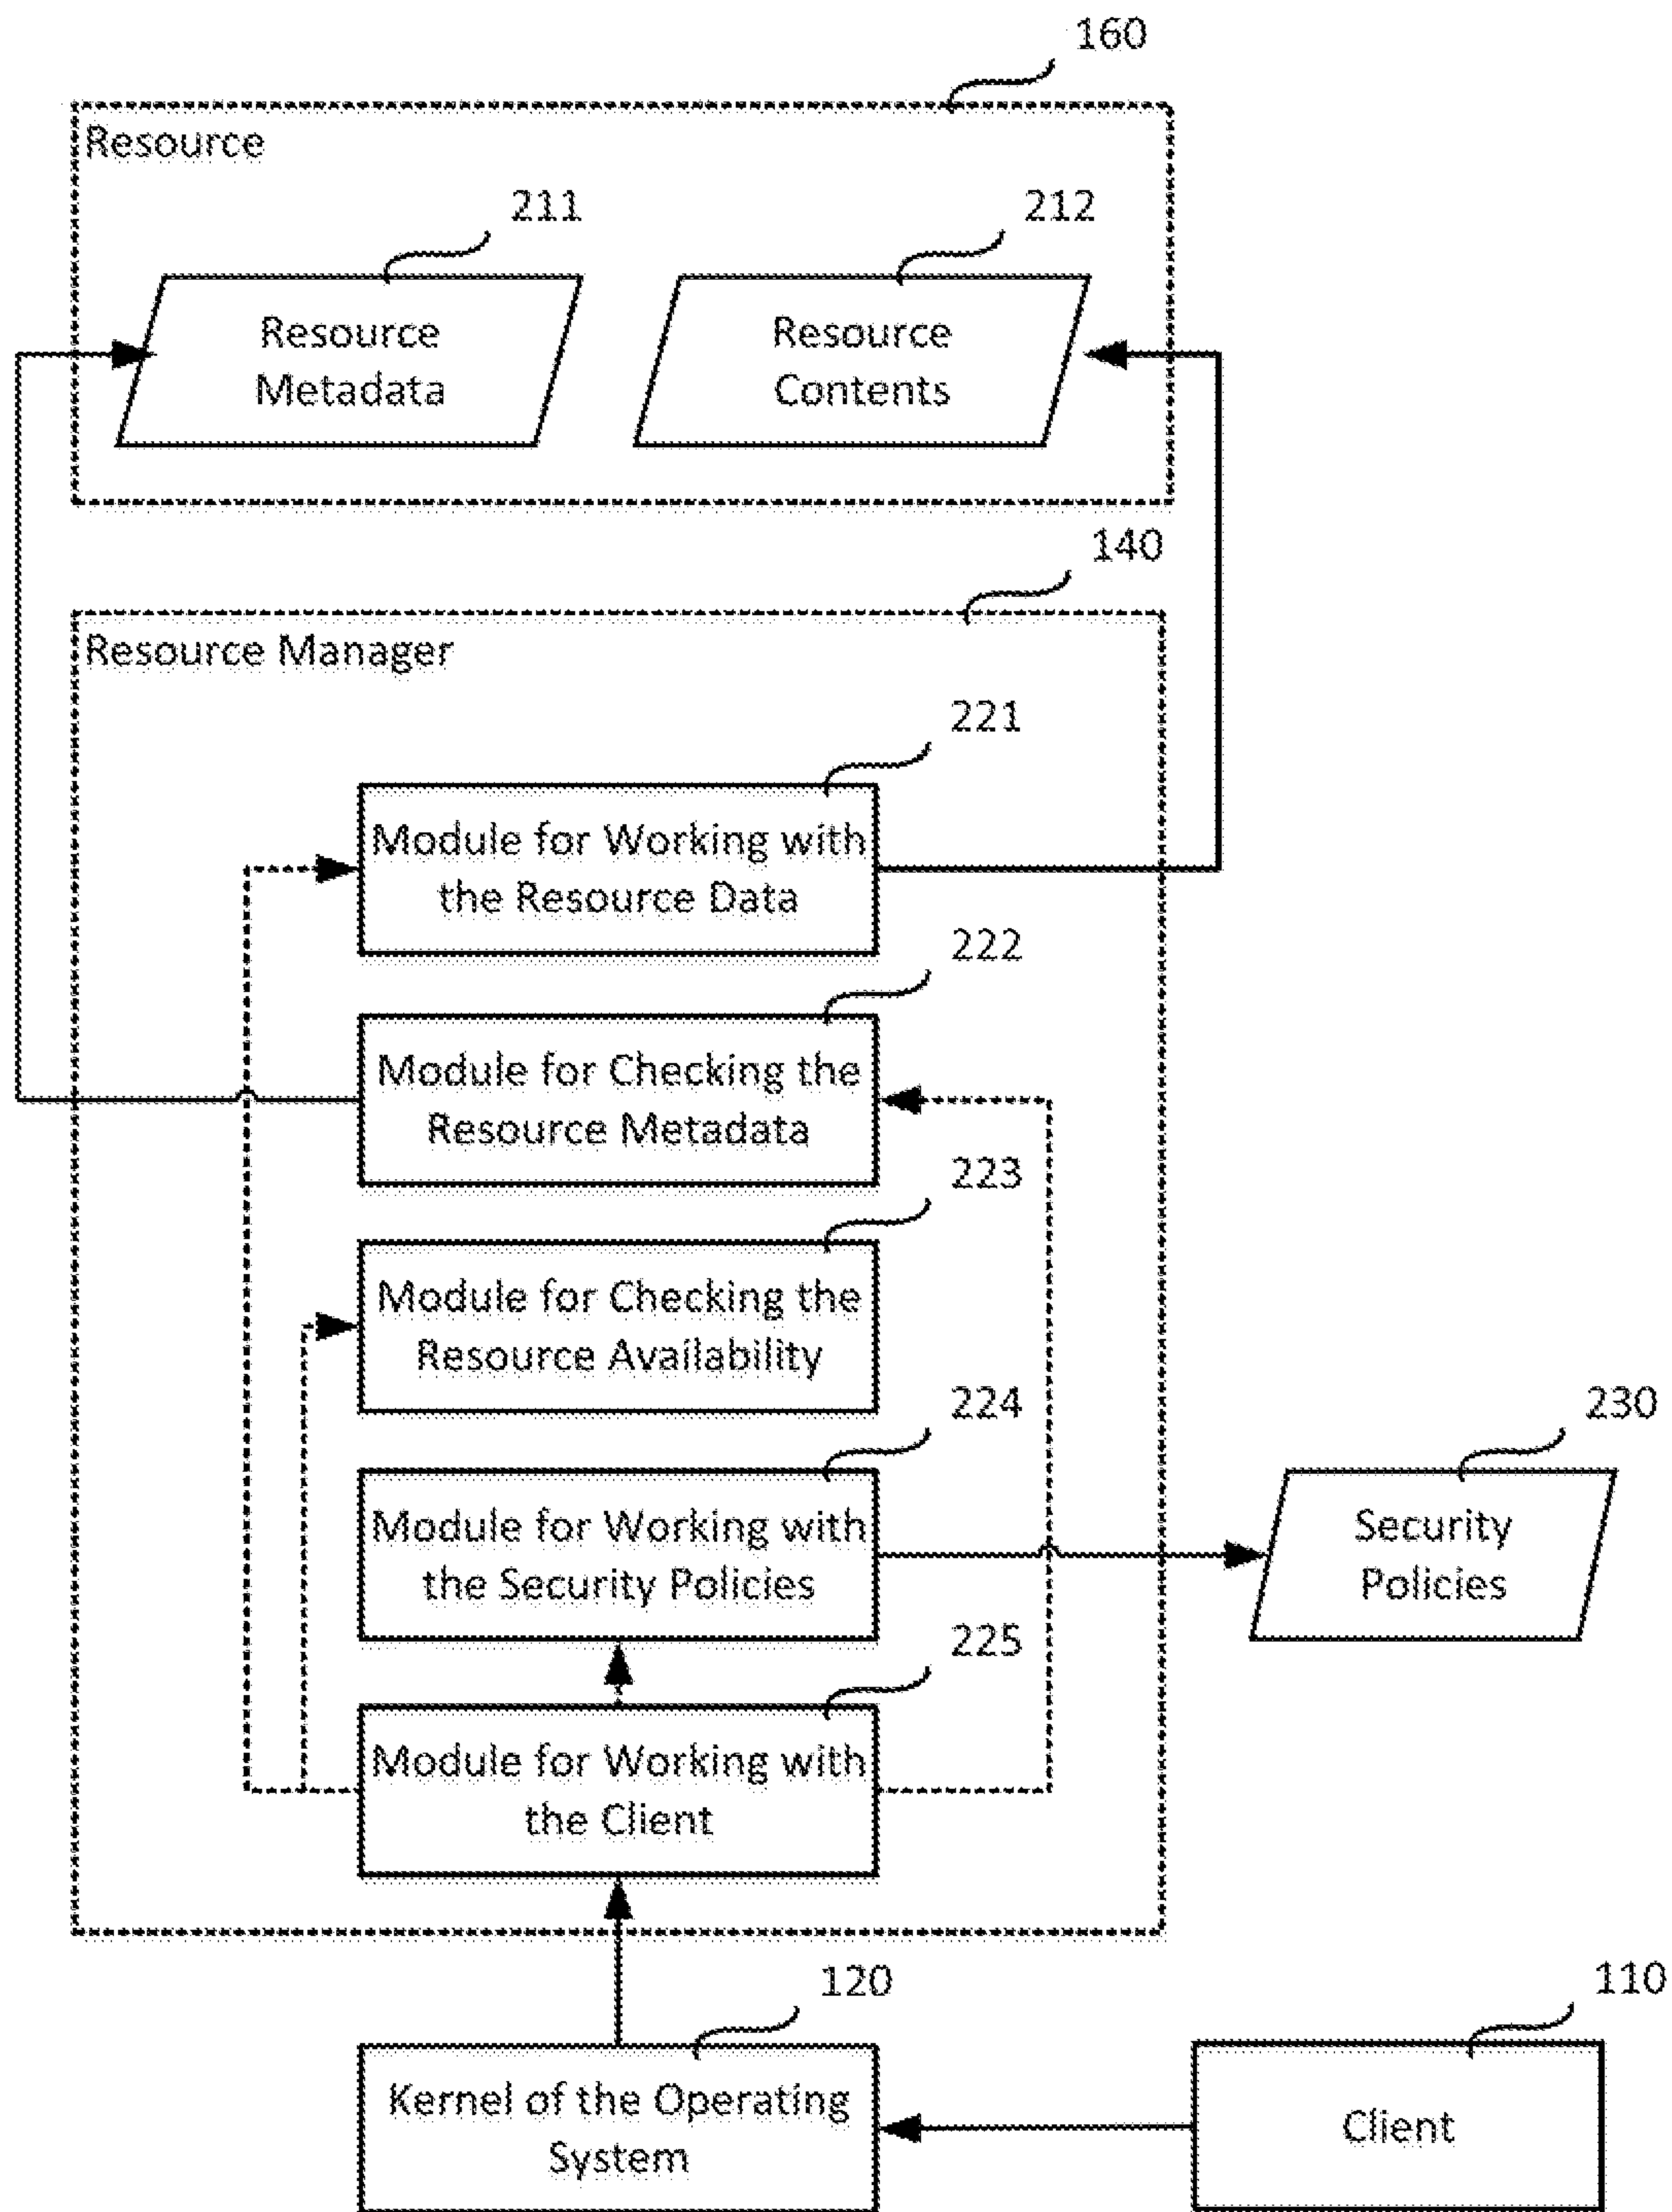 160
Resource
211
212
Resource
Metadata
Resource
Contents
140
Resource Manager
221
Module for Working with
the Resource Data
222
Module for Checking the
Resource Metadata
223
Module for Checking the
Resource Availability
224
230
Module for Working with
the Security Policies
Security
Policies
225
Module for Working with
the Client
120
110
Kernel of the Operating
System
Client